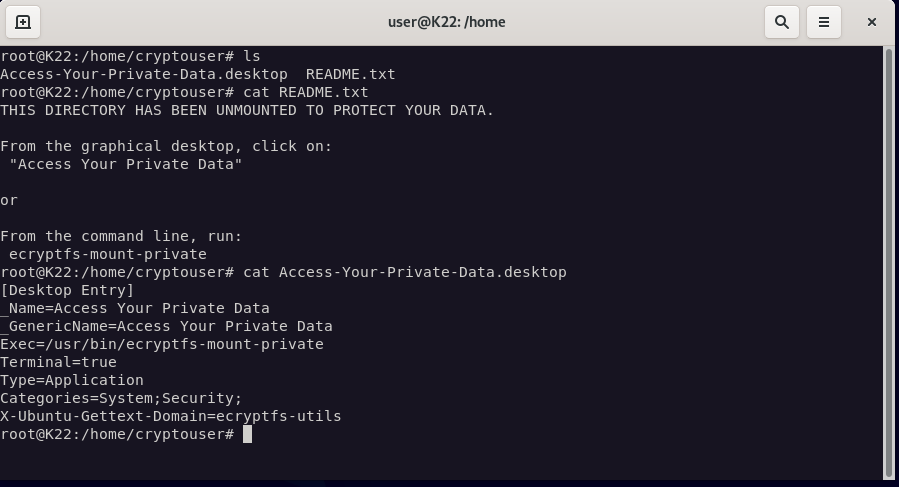 user@K22: /home
root@K22:/home/cryptouser# ls
Access-Your-Private-Data.desktop  README.txt
root@K22:/home/cryptouser# cat README.txt
THIS DIRECTORY HAS BEEN UNMOUNTED TO PROTECT YOUR DATA.

From the graphical desktop, click on:
 "Access Your Private Data"

or

From the command line, run:
 ecryptfs-mount-private
root@K22:/home/cryptouser# cat Access-Your-Private-Data.desktop
[Desktop Entry]
_Name=Access Your Private Data
_GenericName=Access Your Private Data
Exec=/usr/bin/ecryptfs-mount-private
Terminal=true
Type=Application
Categories=System;Security;
X-Ubuntu-Gettext-Domain=ecryptfs-utils
root@K22:/home/cryptouser#